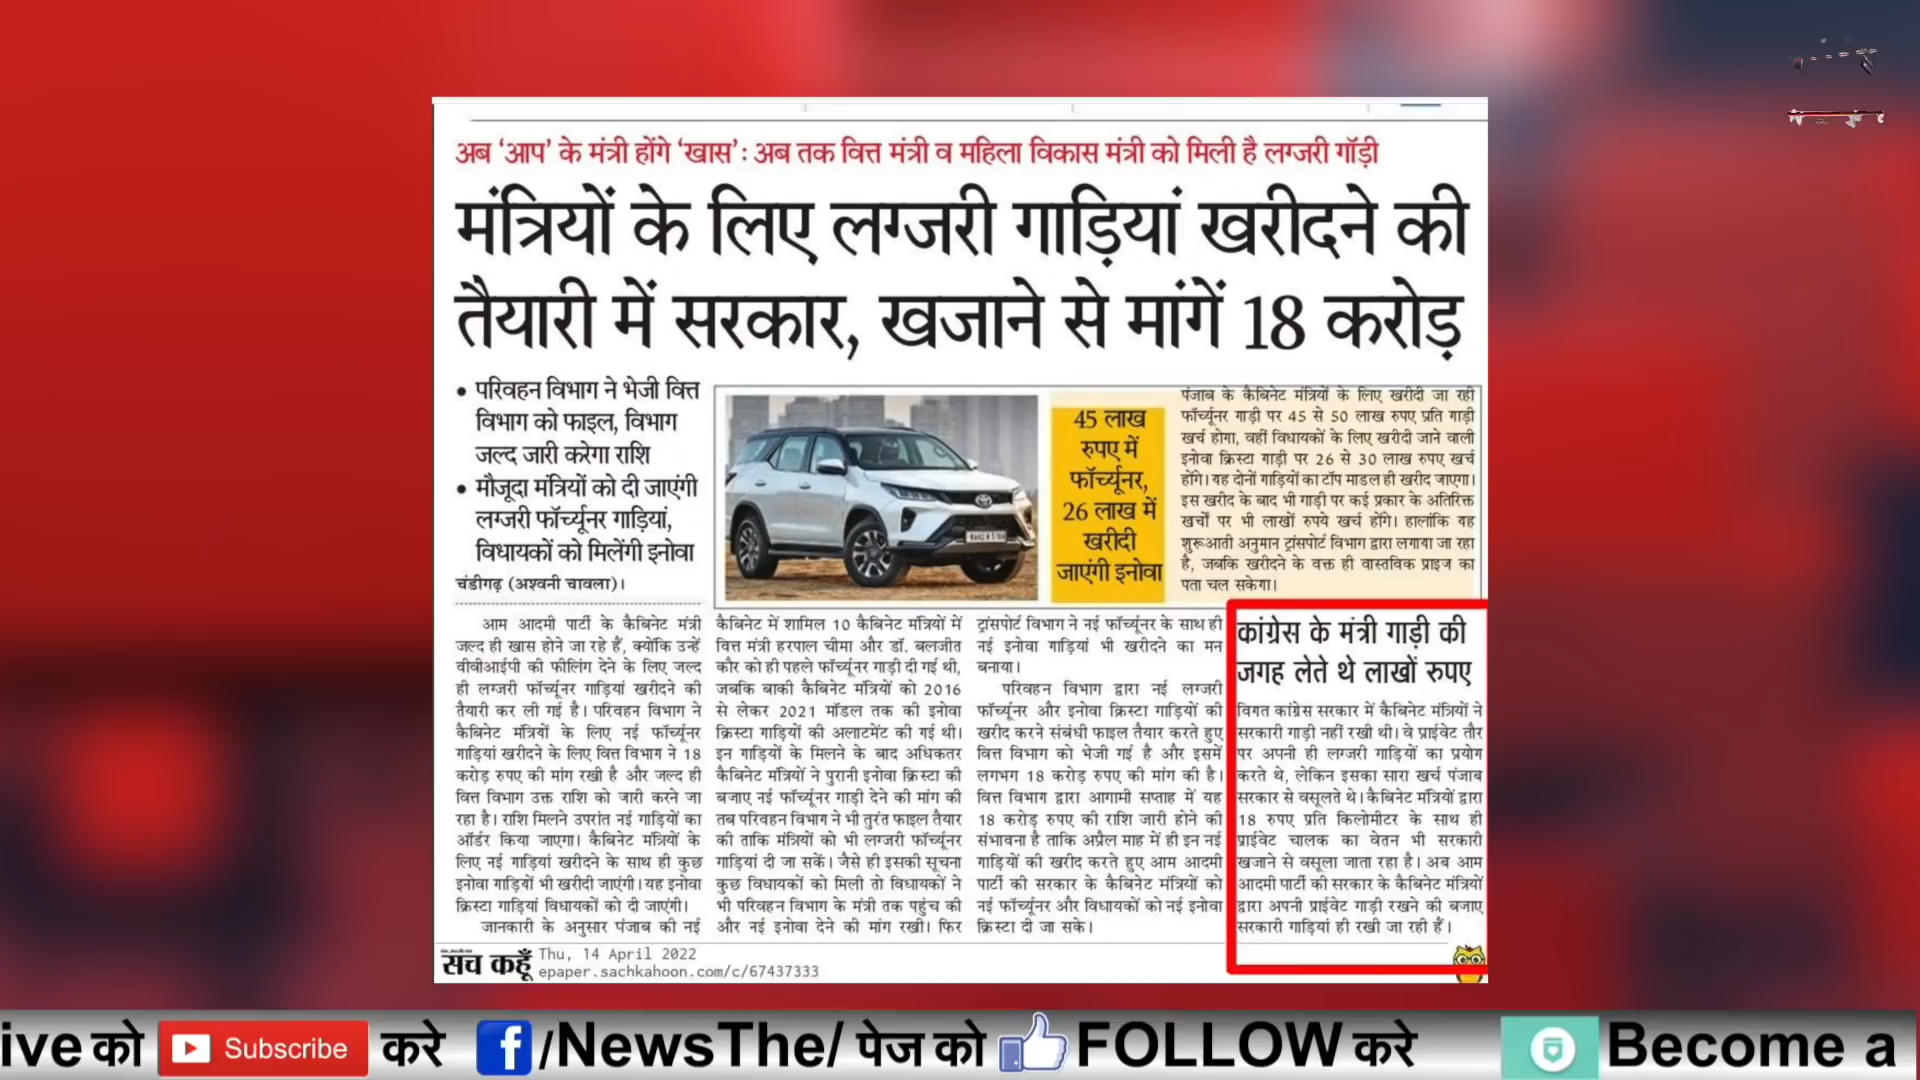 अब ‘आप’ के मंत्री होंगे ‘खास’: अब तक वित्त मंत्री व महिला विकास मंत्री को मिली है लग्जरी गॉड़ी
मंत्रियों के लिए लग्जरी गाड़ियां खरीदने की
तैयारी में सरकार, खजाने से मांगें 18 करोड़
• परिवहन विभाग ने भेजी वित्त
विभाग को फाइल, विभाग
जल्द जारी करेगा राशि
• मौजूदा मंत्रियों को दी जाएंगी
लग्जरी फॉर्च्यूनर गाड़ियां,
विधायकों को मिलेंगी इनोवा
चंडीगढ़ (अश्वनी चावला)।
45 लाख
रुपए में
फॉर्च्यूनर,
26 लाख में
खरीदी
जाएंगी इनोवा
पंजाब के कैबिनेट मंत्रियों के लिए खरीदी जा रही
फॉर्च्यूनर गाड़ी पर 45 से 50 लाख रुपए प्रति गाड़ी
खर्च होगा, वहीं विधायकों के लिए खरीदी जाने वाली
इनोवा क्रिस्टा गाड़ी पर 26 से 30 लाख रुपए खर्च
होंगे। यह दोनों गाड़ियों का टॉप माडल ही खरीद जाएगा।
इस खरीद के बाद भी गाड़ी पर कई प्रकार के अतिरिक्त
खर्चों पर भी लाखों रुपये खर्च होंगे। हालांकि यह
शुरूआती अनुमान ट्रांसपोर्ट विभाग द्वारा लगाया जा रहा
है, जबकि खरीदने के वक्त ही वास्तविक प्राइज का
पता चल सकेगा।
आम आदमी पार्टी के कैबिनेट मंत्री
जल्द ही खास होने जा रहे हैं, क्योंकि उन्हें
वीवीआईपी की फीलिंग देने के लिए जल्द
ही लग्जरी फॉर्च्यूनर गाड़ियां खरीदने की
तैयारी कर ली गई है। परिवहन विभाग ने
कैबिनेट मंत्रियों के लिए नई फॉर्च्यूनर
गाड़ियां खरीदने के लिए वित्त विभाग ने 18
करोड़ रुपए की मांग रखी है और जल्द ही
वित्त विभाग उक्त राशि को जारी करने जा
रहा है। राशि मिलने उपरांत नई गाड़ियों का
ऑर्डर किया जाएगा। कैबिनेट मंत्रियों के
लिए नई गाड़ियां खरीदने के साथ ही कुछ
इनोवा गाड़ियों भी खरीदी जाएंगी। यह इनोवा
क्रिस्टा गाड़ियां विधायकों को दी जाएंगी।
जानकारी के अनुसार पंजाब की नई
कैबिनेट में शामिल 10 कैबिनेट मंत्रियों में
वित्त मंत्री हरपाल चीमा और डॉ. बलजीत
कौर को ही पहले फॉर्च्यूनर गाड़ी दी गई थी,
जबकि बाकी कैबिनेट मंत्रियों को 2016
से लेकर 2021 मॉडल तक की इनोवा
क्रिस्टा गाड़ियों की अलाटमेंट की गई थी।
इन गाड़ियों के मिलने के बाद अधिकतर
कैबिनेट मंत्रियों ने पुरानी इनोवा क्रिस्टा की
बजाए नई फॉर्च्यूनर गाड़ी देने की मांग की
तब परिवहन विभाग ने भी तुरंत फाइल तैयार
की ताकि मंत्रियों को भी लग्जरी फॉर्च्यूनर
गाड़ियां दी जा सकें। जैसे ही इसकी सूचना
कुछ विधायकों को मिली तो विधायकों ने
भी परिवहन विभाग के मंत्री तक पहुंच की
और नई इनोवा देने की मांग रखी। फिर
ट्रांसपोर्ट विभाग ने नई फॉर्च्यूनर के साथ ही
नई इनोवा गाड़ियां भी खरीदने का मन
बनाया।
परिवहन विभाग द्वारा नई लग्जरी
फॉर्च्यूनर और इनोवा क्रिस्टा गाड़ियों की
खरीद करने संबंधी फाइल तैयार करते हुए
वित्त विभाग को भेजी गई है और इसमें
लगभग 18 करोड़ रुपए की मांग की है।
वित्त विभाग द्वारा आगामी सप्ताह में यह
18 करोड़ रुपए की राशि जारी होने की
संभावना है ताकि अप्रैल माह में ही इन नई
गाड़ियों की खरीद करते हुए आम आदमी
पार्टी की सरकार के कैबिनेट मंत्रियों को
नई फॉर्च्यूनर और विधायकों को नई इनोवा
क्रिस्टा दी जा सके।
कांग्रेस के मंत्री गाड़ी की
जगह लेते थे लाखों रुपए
विगत कांग्रेस सरकार में कैबिनेट मंत्रियों ने
सरकारी गाड़ी नहीं रखी थी। वे प्राईवेट तौर
पर अपनी ही लग्जरी गाड़ियों का प्रयोग
करते थे, लेकिन इसका सारा खर्च पंजाब
सरकार से वसूलते थे। कैबिनेट मंत्रियों द्वारा
18 रुपए प्रति किलोमीटर के साथ ही
प्राईवेट चालक का वेतन भी सरकारी
खजाने से वसूला जाता रहा है। अब आम
आदमी पार्टी की सरकार के कैबिनेट मंत्रियों
द्वारा अपनी प्राईवेट गाड़ी रखने की बजाए
सरकारी गाड़ियां ही रखी जा रही हैं।
सच कहूँ Thu, 14 April 2022
epaper.sachkahoon.com/c/67437333
ive को Subscribe करे f/NewsThe/ पेज को FOLLOW करे Become a